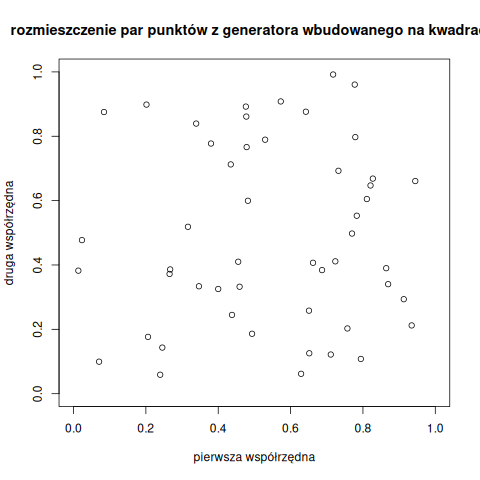 rozmieszczenie par punktów z generatora wbudowanego na kwadrac
1.0
0.8
0.6
0.4
0.2
0.0
druga współrzędna
0.0 0.2 0.4 0.6 0.8 1.0
pierwsza współrzędna